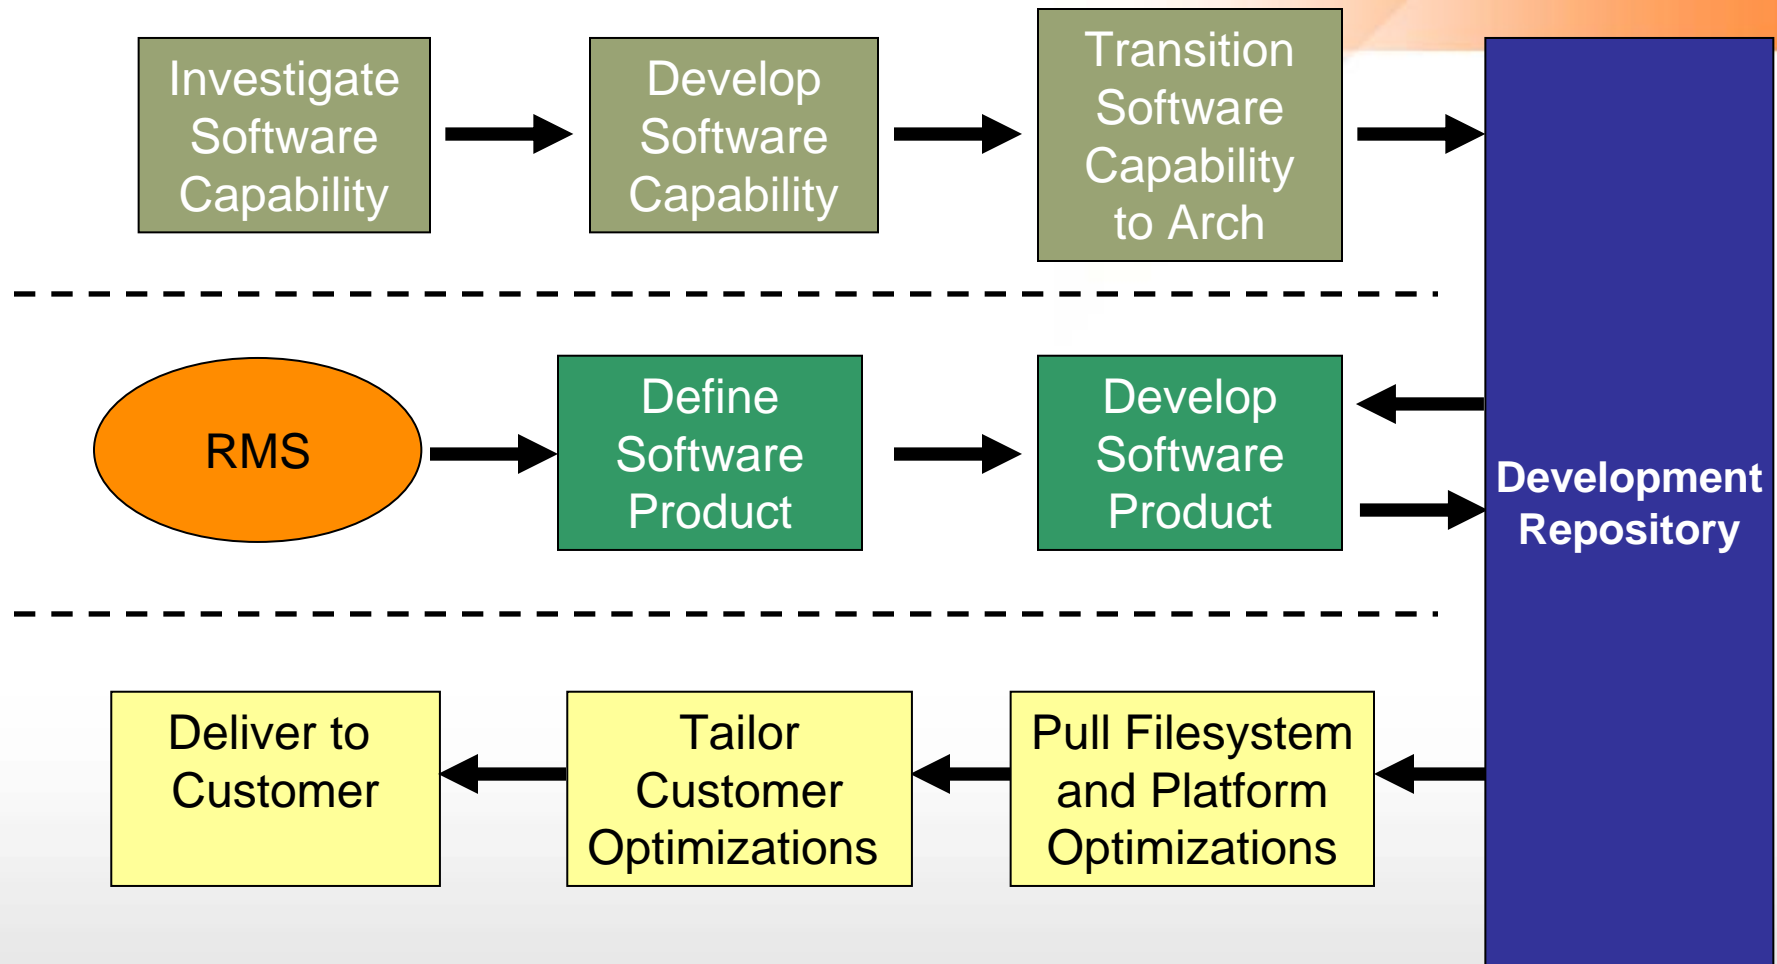 Investigate
Software
Capability
Develop
Software
Capability
Transition
Software
Capability
to Arch
RMS
Define
Software
Product
Develop
Software
Product
Development
Repository
Deliver to
Customer
Tailor
Customer
Optimizations
Pull Filesystem
and Platform
Optimizations